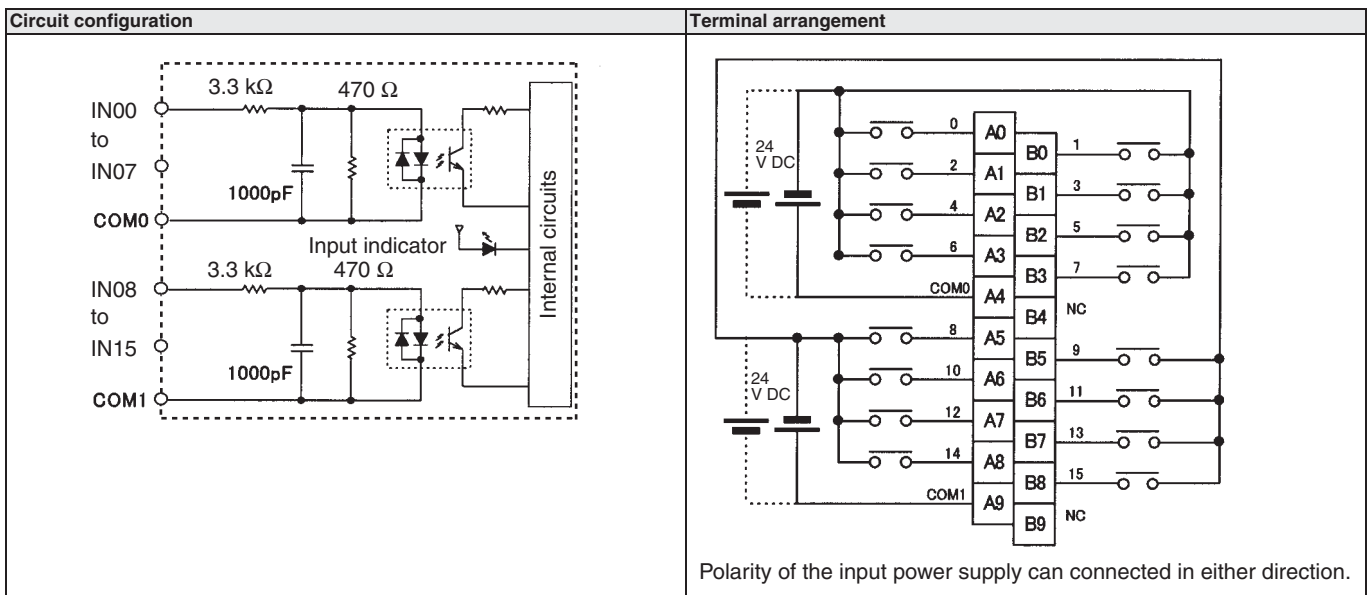 Circuit configuration
3.3 kΩ
470 Ω
IN00
to
IN07
1000pF
COM0
Input indicator
3.3 kΩ
470 Ω
IN08
to
IN15
1000pF
COM1
Internal circuits
Terminal arrangement
24
V DC
0
A0
B0
1
2
A1
B1
3
4
A2
B2
5
6
A3
B3
7
COM0
A4
B4
NC
8
A5
B5
9
24
V DC
10
A6
B6
11
12
A7
B7
13
14
A8
B8
15
COM1
A9
B9
NC
Polarity of the input power supply can connected in either direction.